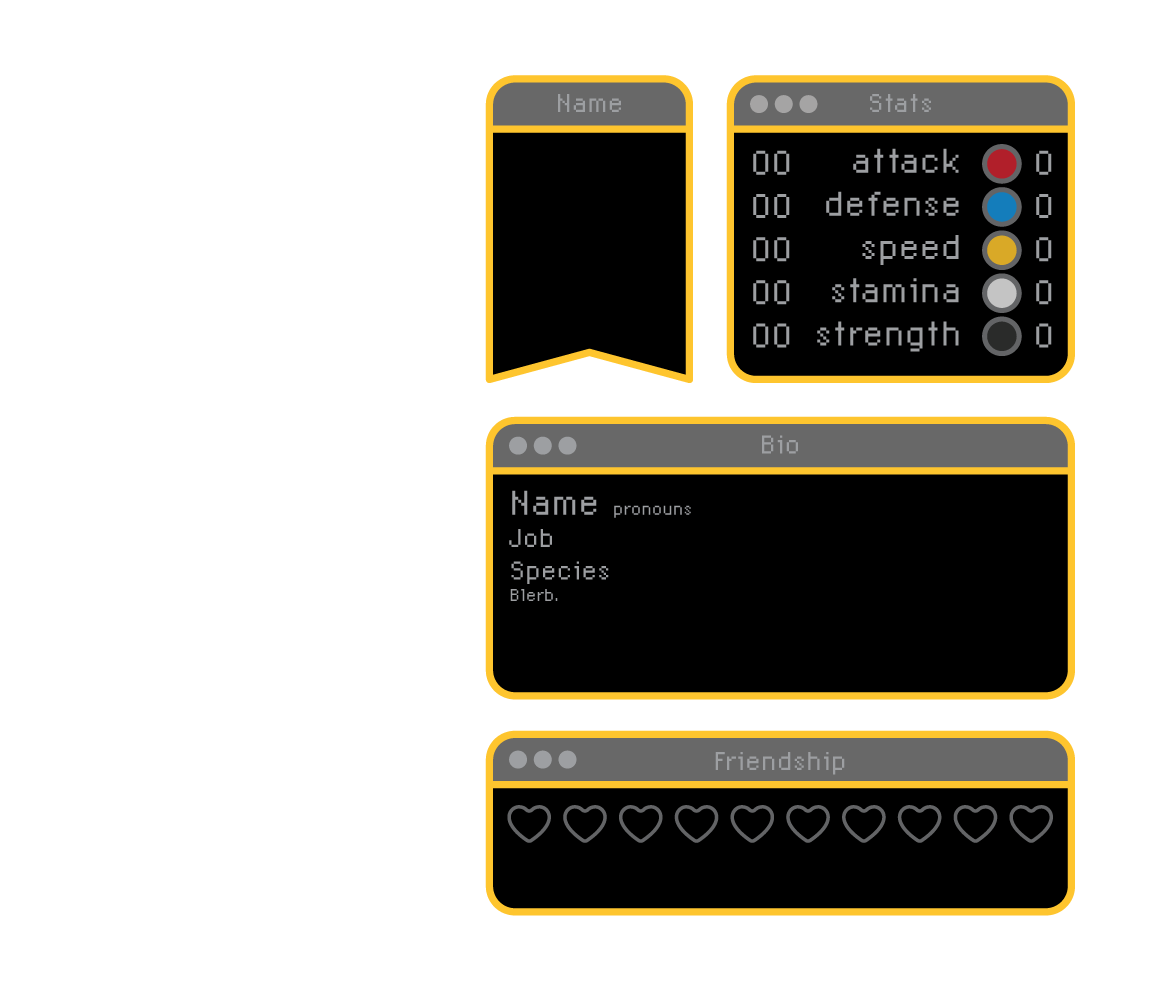 Name
Stats
00 attack 0
00 defense 0
00 speed 0
00 stamina 0
00 strength 0
Bio
Name pronouns
Job
Species
Blerb.
Friendship